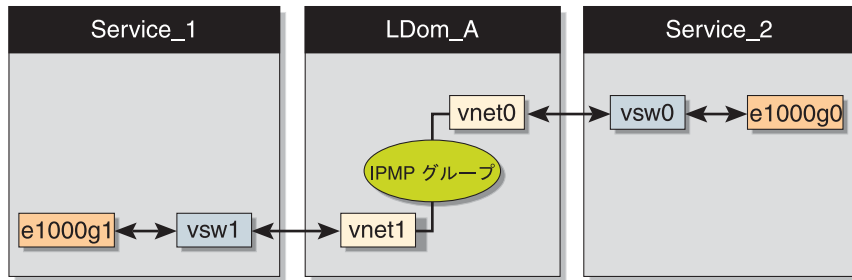 Service_1
LDom_A
Service_2
vnet0
vsw0
e1000g0
IPMP グループ
e1000g1
vsw1
vnet1